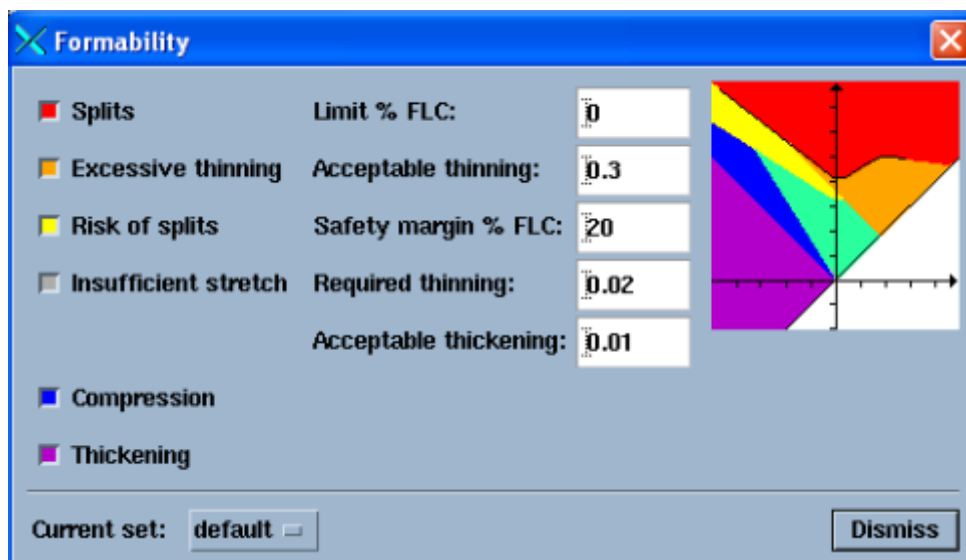 Formability
Splits Limit % FLC: 0
Excessive thinning Acceptable thinning: 0.3
Risk of splits Safety margin % FLC: 20
Insufficient stretch Required thinning: 0.02
Acceptable thickening: 0.01
Compression
Thickening
Current set: default Dismiss